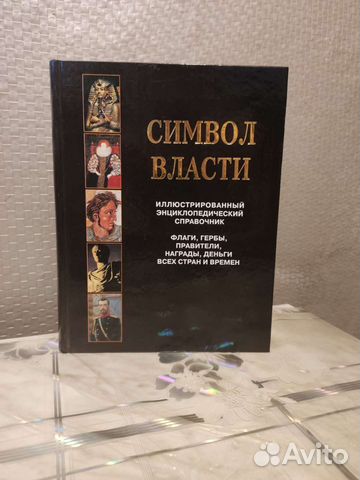 СИМВОЛ
ВЛАСТИ
ИЛЛЮСТРИРОВАННЫЙ
ЭНЦИКЛОПЕДИЧЕСКИЙ
СПРАВОЧНИК
ФЛАГИ, ГЕРБЫ,
ПРАВИТЕЛИ,
НАГРАДЫ, ДЕНЬГИ
ВСЕХ СТРАН И ВРЕМЕН
Avito